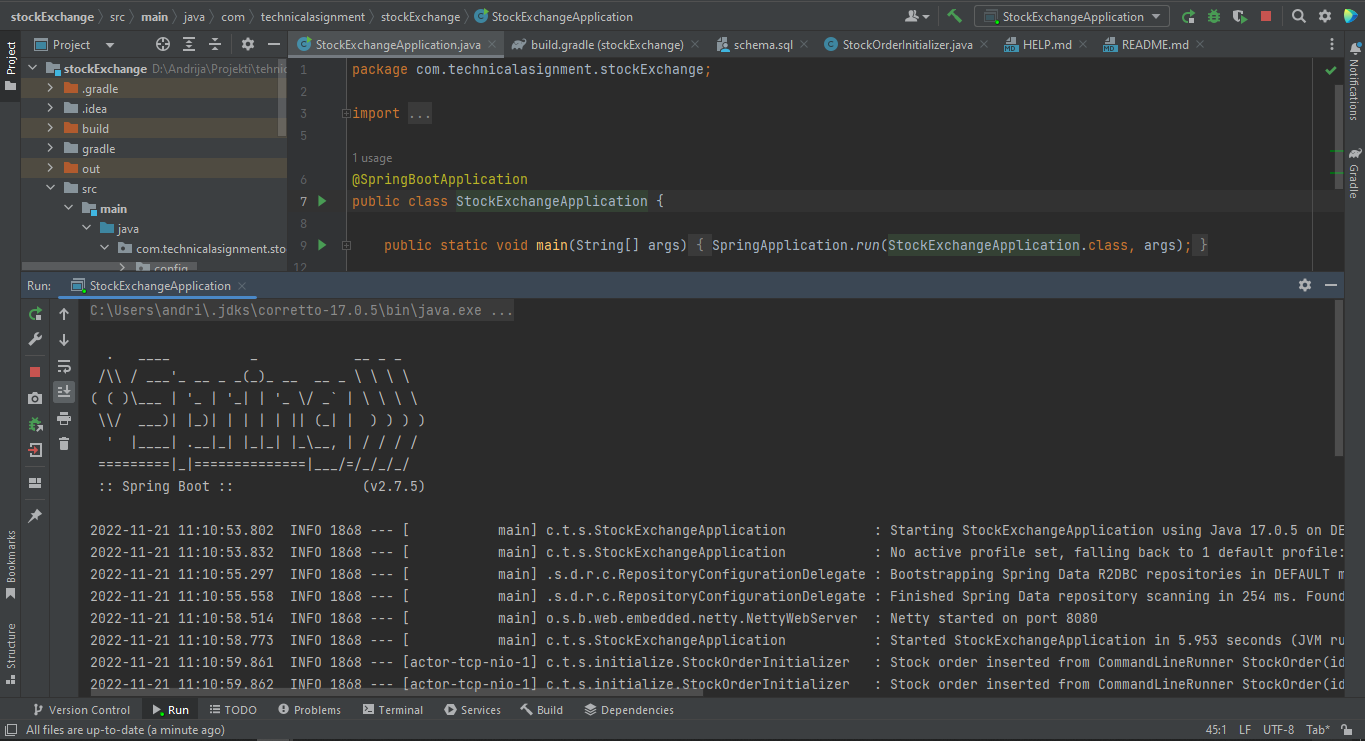 stockExchange src main java com technicalasignment stockExchange StockExchangeApplication StockExchangeApplication
Project StockExchangeApplication.java build.gradle (stockExchange) schema.sql StockOrderInitializer.java HELP.md README.md
Project
Notifications
Gradle
Bookmarks
Structure
stockExchange D:\Andrija\Projekti\tehnic
.gradle
.idea
build
gradle
out
src
main
java
com.technicalasignment.sto
config
1 package com.technicalasignment.stockExchange;
2
3 import ...
5
1 usage
6 @SpringBootApplication
7 public class StockExchangeApplication {
8
9 public static void main(String[] args) { SpringApplication.run(StockExchangeApplication.class, args); }
12
Run: StockExchangeApplication
C:\Users\andri\.jdks\corretto-17.0.5\bin\java.exe ...
  .   ____          _            __ _ _
 /\\ / ___'_ __ _ _(_)_ __  __ _ \ \ \ \
( ( )\___ | '_ | '_| | '_ \/ _` | \ \ \ \
 \\/  ___)| |_)| | | | | || (_| |  ) ) ) )
  '  |____| .__|_| |_|_| |_\__, | / / / /
 =========|_|==============|___/=/_/_/_/
:: Spring Boot :: (v2.7.5)
2022-11-21 11:10:53.802 INFO 1868 --- [ main] c.t.s.StockExchangeApplication : Starting StockExchangeApplication using Java 17.0.5 on DE
2022-11-21 11:10:53.832 INFO 1868 --- [ main] c.t.s.StockExchangeApplication : No active profile set, falling back to 1 default profile:
2022-11-21 11:10:55.297 INFO 1868 --- [ main] .s.d.r.c.RepositoryConfigurationDelegate : Bootstrapping Spring Data R2DBC repositories in DEFAULT m
2022-11-21 11:10:55.558 INFO 1868 --- [ main] .s.d.r.c.RepositoryConfigurationDelegate : Finished Spring Data repository scanning in 254 ms. Found
2022-11-21 11:10:58.514 INFO 1868 --- [ main] o.s.b.web.embedded.netty.NettyWebServer : Netty started on port 8080
2022-11-21 11:10:58.773 INFO 1868 --- [ main] c.t.s.StockExchangeApplication : Started StockExchangeApplication in 5.953 seconds (JVM ru
2022-11-21 11:10:59.861 INFO 1868 --- [actor-tcp-nio-1] c.t.s.initialize.StockOrderInitializer : Stock order inserted from CommandLineRunner StockOrder(id
2022-11-21 11:10:59.862 INFO 1868 --- [actor-tcp-nio-1] c.t.s.initialize.StockOrderInitializer : Stock order inserted from CommandLineRunner StockOrder(id
Version Control Run TODO Problems Terminal Services Build Dependencies
All files are up-to-date (a minute ago) 45:1 LF UTF-8 Tab*